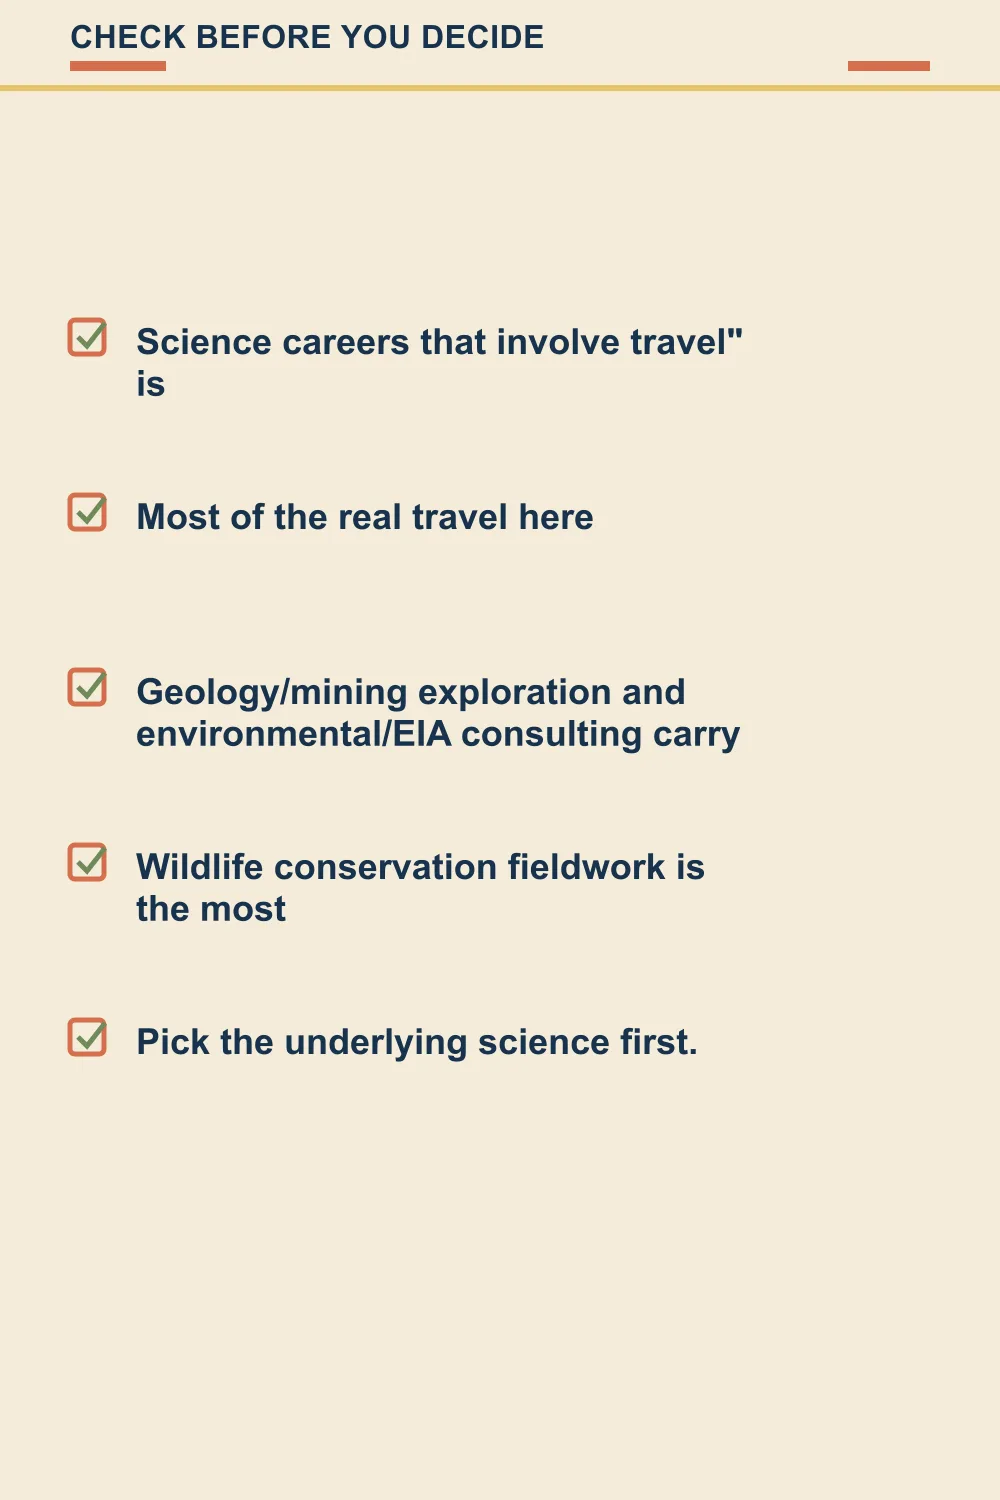 CHECK BEFORE YOU DECIDE
Science careers that involve travel"
is
Most of the real travel here
Geology/mining exploration and
environmental/EIA consulting carry
Wildlife conservation fieldwork is
the most
Pick the underlying science first.